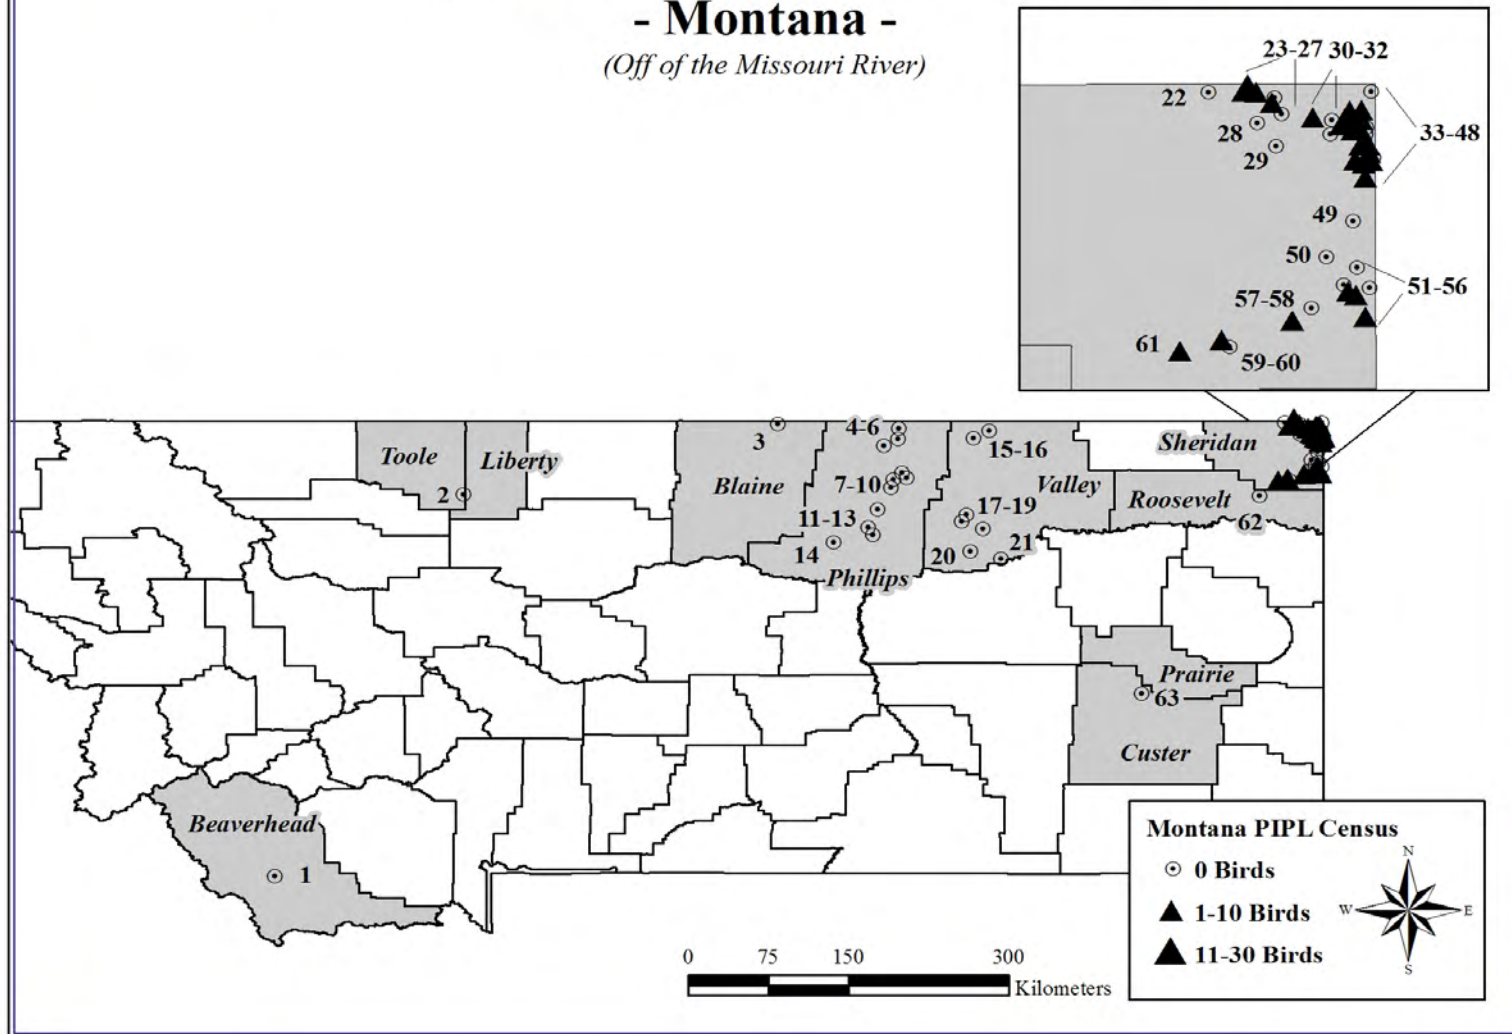 - Montana -
(Off of the Missouri River)
23-27
30-32
22
28
29
33-48
49
50
51-56
57-58
61
59-60
Toole
Liberty
2
3
Blaine
4-6
7-10
11-13
14
Phillips
15-16
Valley
17-19
20
21
Sheridan
Roosevelt
62
Prairie
63
Custer
Beaverhead
1
Montana PIPL Census
0 Birds
1-10 Birds
11-30 Birds
N
W
E
S
0 75 150 300
Kilometers